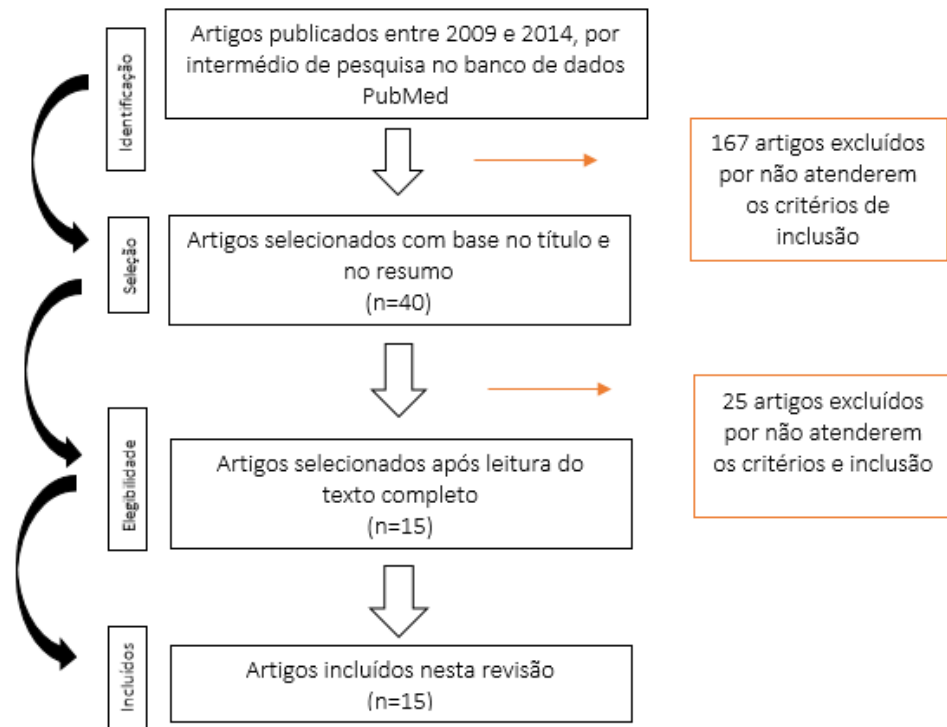 Identificação
Artigos publicados entre 2009 e 2014, por
intermédio de pesquisa no banco de dados
PubMed
167 artigos excluídos
por não atenderem
os critérios de
inclusão
Seleção
Artigos selecionados com base no título e
no resumo
(n=40)
25 artigos excluídos
por não atenderem
os critérios e inclusão
Elegibilidade
Artigos selecionados após leitura do
texto completo
(n=15)
Incluídos
Artigos incluídos nesta revisão
(n=15)